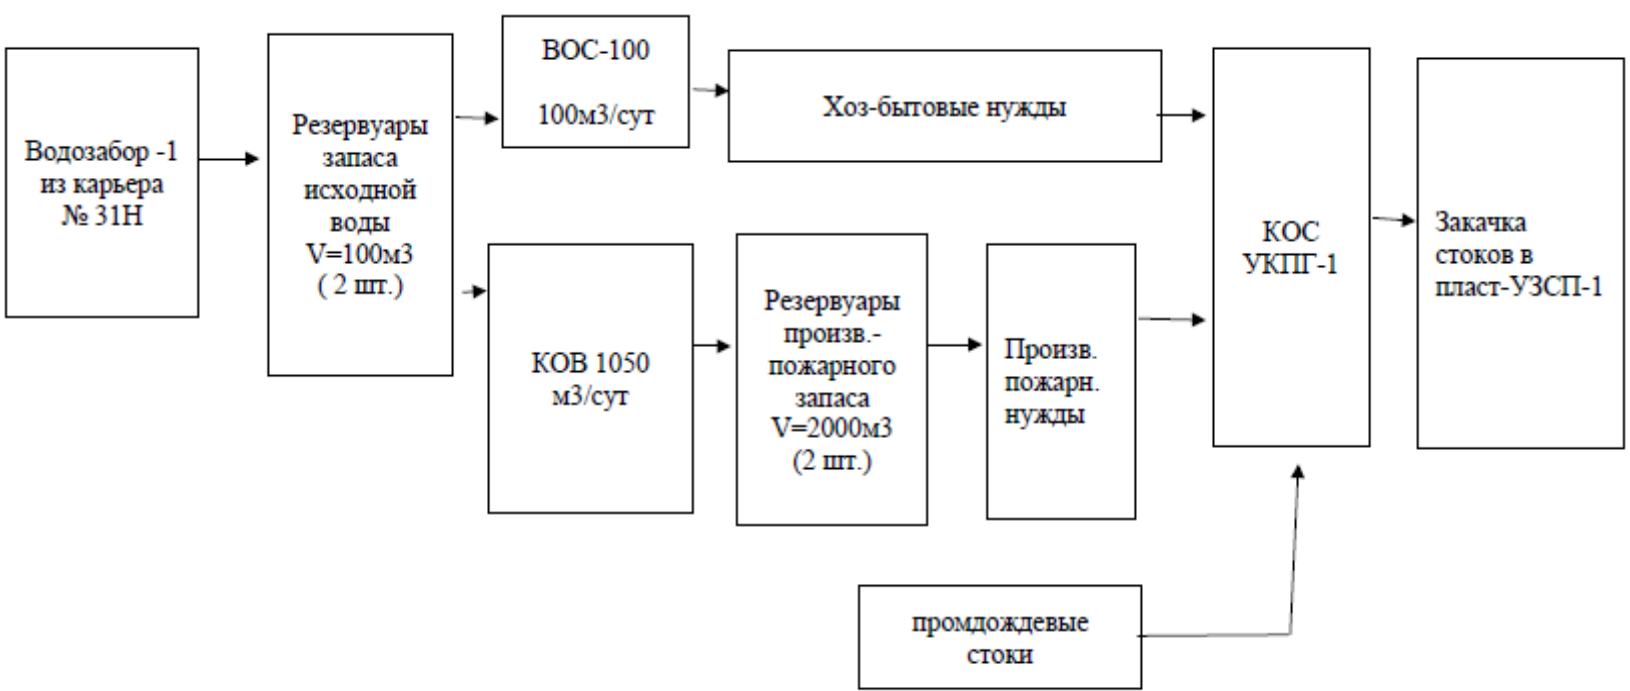 Водозабор -1
из карьера
№ 31Н
Резервуары
запаса
исходной
воды
V=100м3
( 2 шт.)
ВОС-100
100м3/сут
Хоз-бытовые нужды
КОВ 1050
м3/сут
Резервуары
произв.-
пожарного
запаса
V=2000м3
(2 шт.)
Произв.
пожарн.
нужды
КОС
УКПГ-1
Закачка
стоков в
пласт-УЗСП-1
промдождевые
стоки